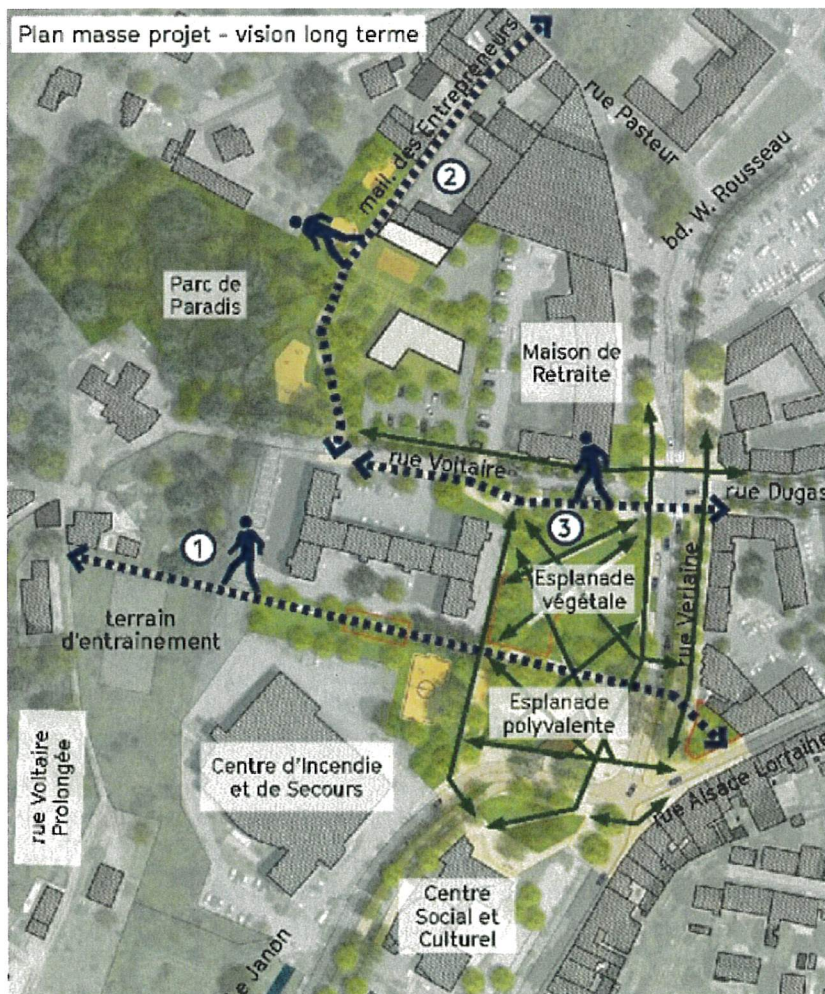 Plan masse projet - vision long terme
mail. des Entrepreneurs
rue Pasteur
2
bd. W. Rousseau
Parc de
Paradis
Maison de
Retraite
rue Voltaire
rue Dugas
3
1
Esplanade
végétale
rue Verlaine
terrain
d'entrainement
Esplanade
polyvalente
Centre d'Incendie
et de Secours
rue Voltaire
Prolongée
rue Alsace Lorraine
Centre
Social et
Culturel
Janon